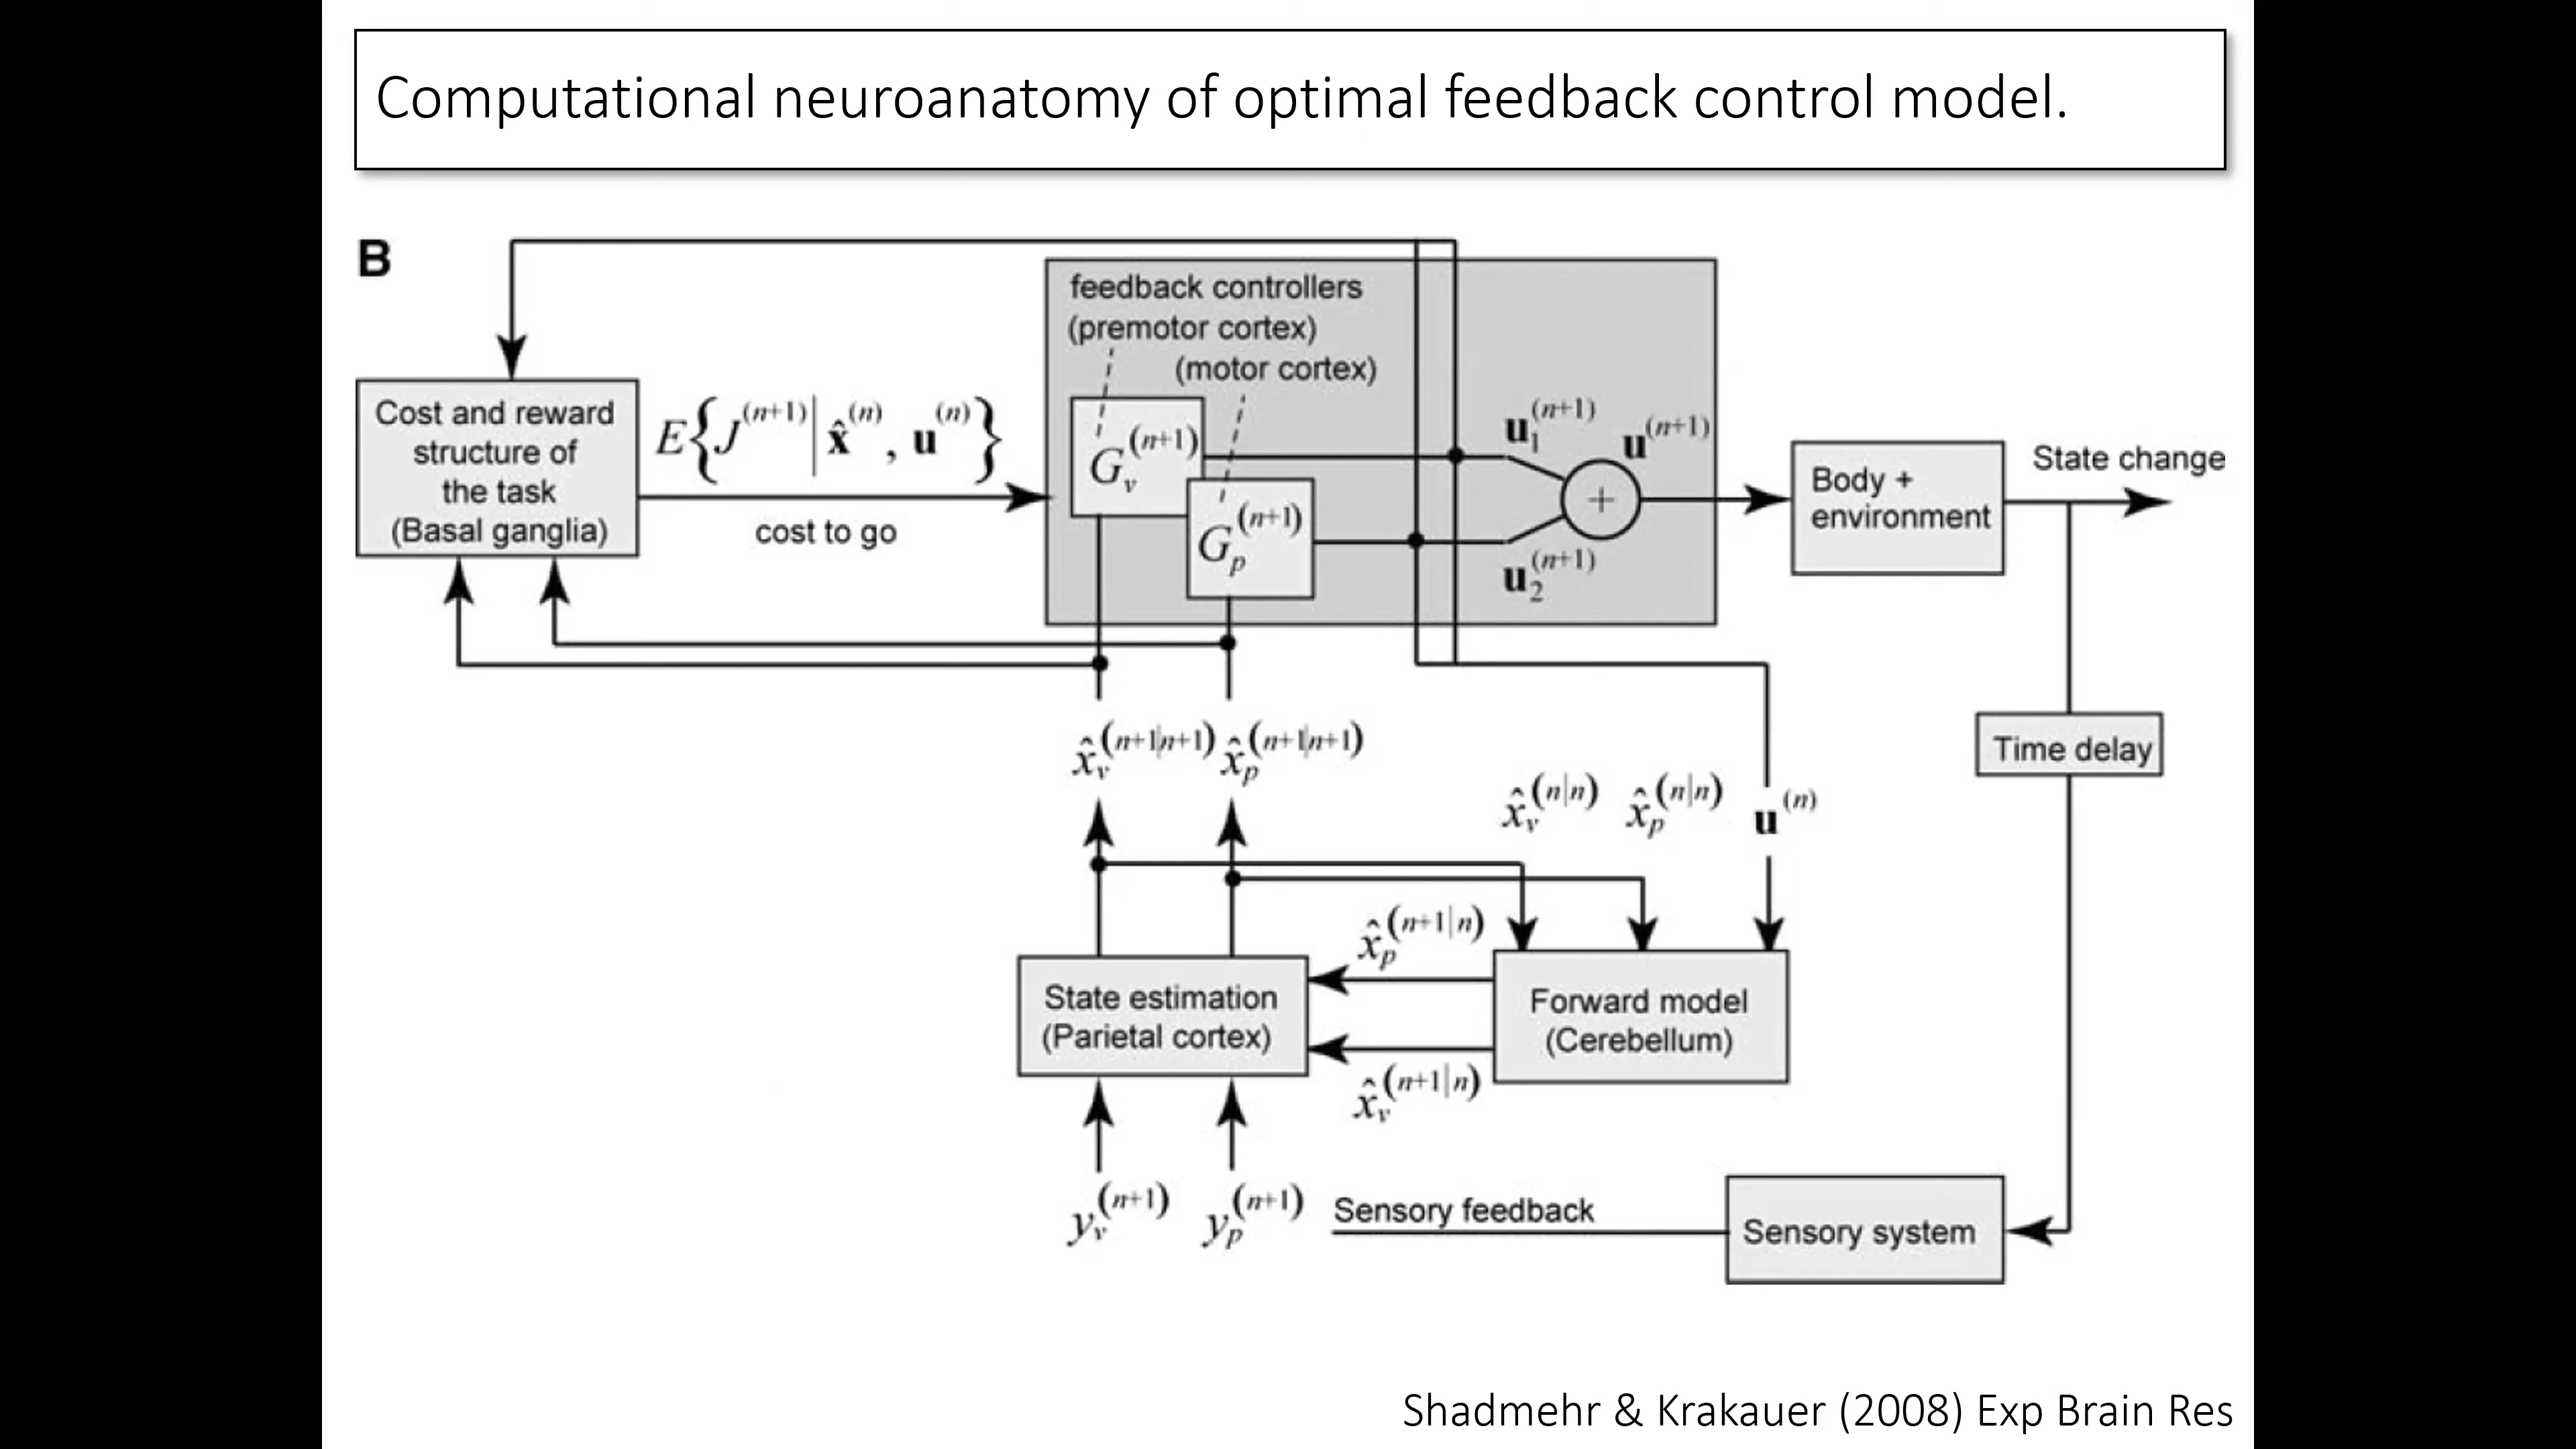 Computational neuroanatomy of optimal feedback control model.
B
feedback controllers
(premotor cortex)
(motor cortex)
Cost and reward
structure of
the task
(Basal ganglia)
E{J^(n+1)| x̂^(n), u^(n)}
cost to go
G_v^(n+1)
G_p^(n+1)
u_1^(n+1)
u^(n+1)
+
u_2^(n+1)
Body +
environment
State change
Time delay
x̂_v^(n+1|n+1) x̂_p^(n+1|n+1)
x̂_v^(n|n) x̂_p^(n|n) u^(n)
x̂_p^(n+1|n)
State estimation
(Parietal cortex)
Forward model
(Cerebellum)
x̂_v^(n+1|n)
y_v^(n+1) y_p^(n+1)
Sensory feedback
Sensory system
Shadmehr & Krakauer (2008) Exp Brain Res